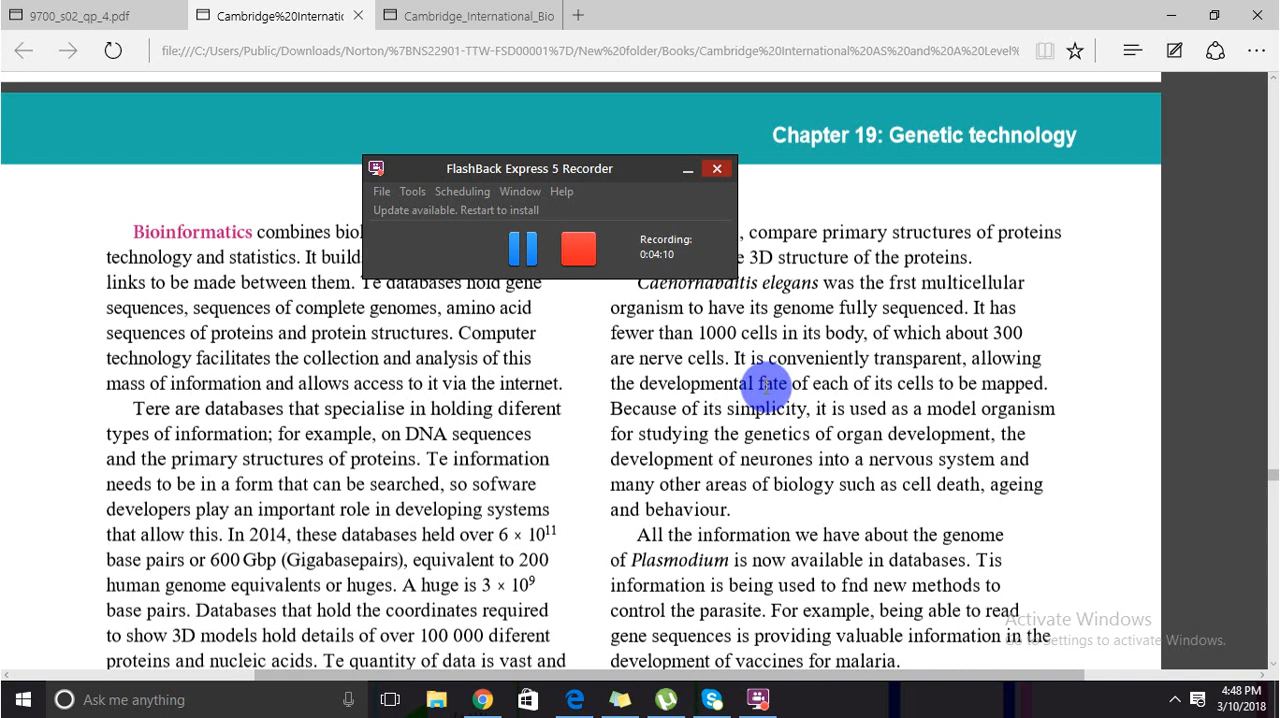 9700_s02_qp_4.pdf
Cambridge%20Internatic
Cambridge_International_Bio
file:///C:/Users/Public/Downloads/Norton/%7BNS22901-TTW-FSD00001%7D/New%20folder/Books/Cambridge%20International%20AS%20and%20A%20Level%
Chapter 19: Genetic technology
FlashBack Express 5 Recorder
File Tools Scheduling Window Help
Update available. Restart to install
Recording:
0:04:10
Bioinformatics combines biol
technology and statistics. It build
links to be made between them. Te databases hold gene
sequences, sequences of complete genomes, amino acid
sequences of proteins and protein structures. Computer
technology facilitates the collection and analysis of this
mass of information and allows access to it via the internet.
Tere are databases that specialise in holding diferent
types of information; for example, on DNA sequences
and the primary structures of proteins. Te information
needs to be in a form that can be searched, so sofware
developers play an important role in developing systems
that allow this. In 2014, these databases held over 6 × 10¹¹
base pairs or 600 Gbp (Gigabasepairs), equivalent to 200
human genome equivalents or huges. A huge is 3 × 10⁹
base pairs. Databases that hold the coordinates required
to show 3D models hold details of over 100 000 diferent
proteins and nucleic acids. Te quantity of data is vast and
, compare primary structures of proteins
e 3D structure of the proteins.
Caenorhabditis elegans was the frst multicellular
organism to have its genome fully sequenced. It has
fewer than 1000 cells in its body, of which about 300
are nerve cells. It is conveniently transparent, allowing
the developmental fate of each of its cells to be mapped.
Because of its simplicity, it is used as a model organism
for studying the genetics of organ development, the
development of neurones into a nervous system and
many other areas of biology such as cell death, ageing
and behaviour.
All the information we have about the genome
of Plasmodium is now available in databases. Tis
information is being used to fnd new methods to
control the parasite. For example, being able to read
gene sequences is providing valuable information in the
development of vaccines for malaria.
Activate Windows
Go to Settings to activate Windows.
Ask me anything
4:48 PM
3/10/2018